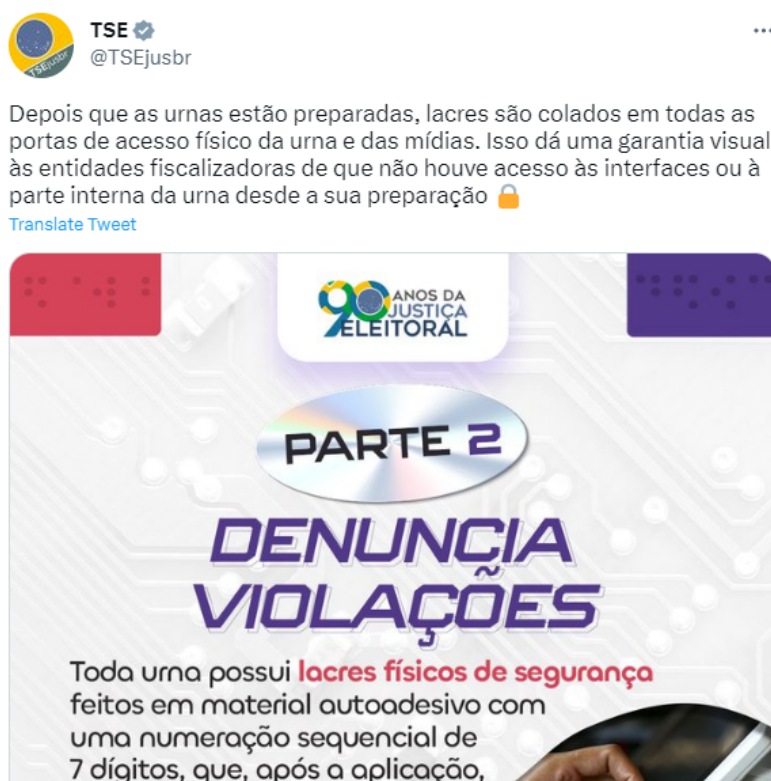 TSE
@TSEjusbr
TSEjusbr
Depois que as urnas estão preparadas, lacres são colados em todas as
portas de acesso físico da urna e das mídias. Isso dá uma garantia visual
às entidades fiscalizadoras de que não houve acesso às interfaces ou à
parte interna da urna desde a sua preparação 🔒
Translate Tweet
90 ANOS DA
JUSTIÇA
ELEITORAL
PARTE 2
DENUNCIA
VIOLAÇÕES
Toda urna possui lacres físicos de segurança
feitos em material autoadesivo com
uma numeração sequencial de
7 dígitos, que, após a aplicação,